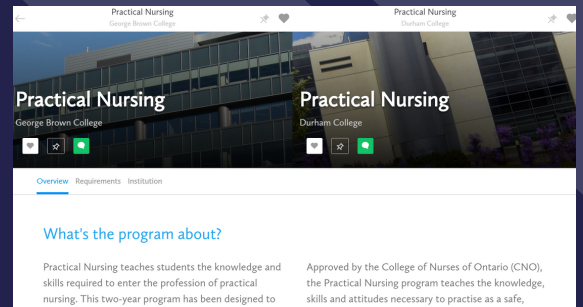 Practical Nursing
George Brown College
Practical Nursing
Durham College
Practical Nursing
George Brown College
Practical Nursing
Durham College
Overview Requirements Institution
What's the program about?
Practical Nursing teaches students the knowledge and
skills required to enter the profession of practical
nursing. This two-year program has been designed to
Approved by the College of Nurses of Ontario (CNO),
the Practical Nursing program teaches the knowledge,
skills and attitudes necessary to practise as a safe,